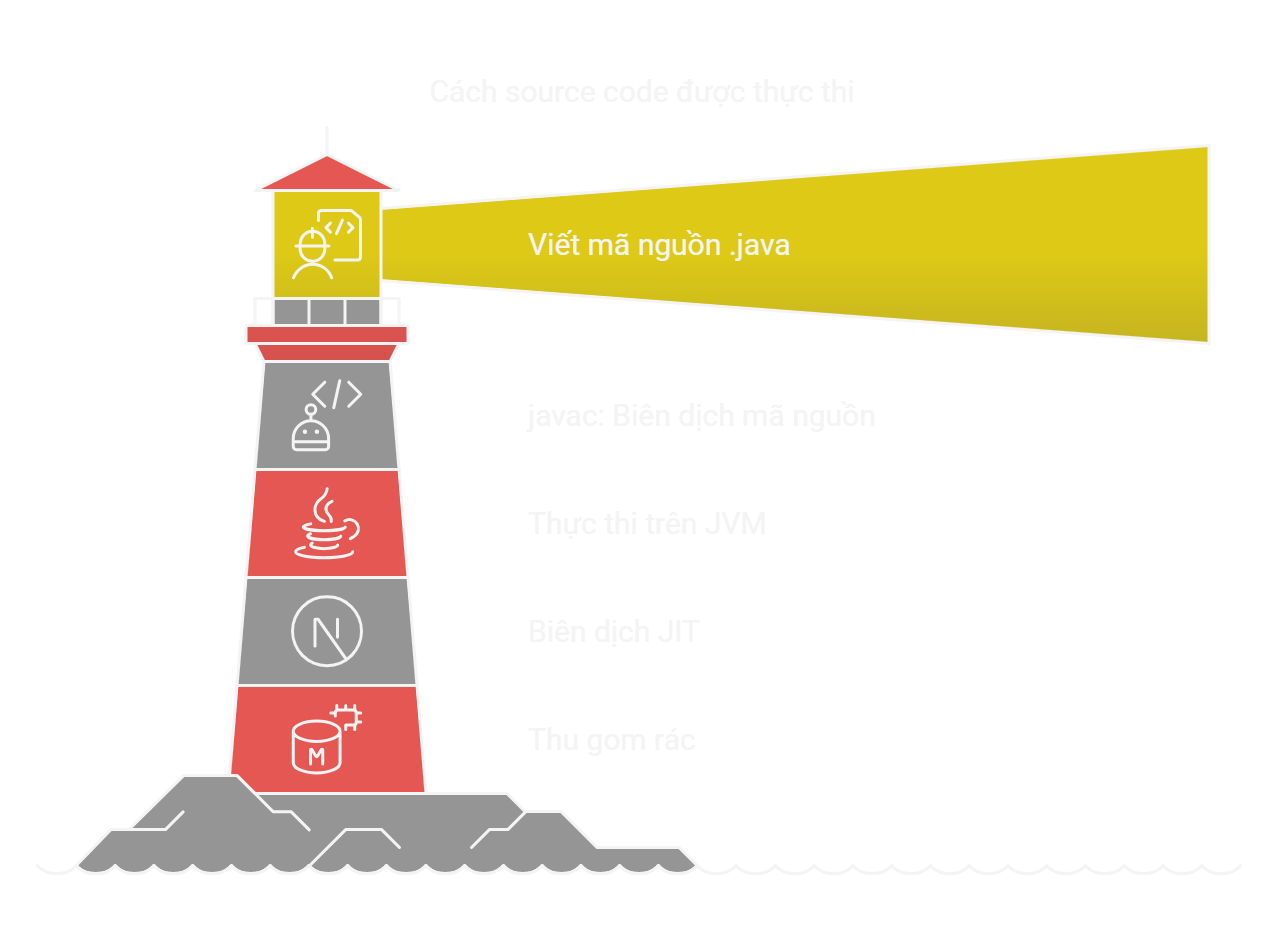 Cách source code được thực thi
Viết mã nguồn .java
javac: Biên dịch mã nguồn
Thực thi trên JVM
Biên dịch JIT
Thu gom rác